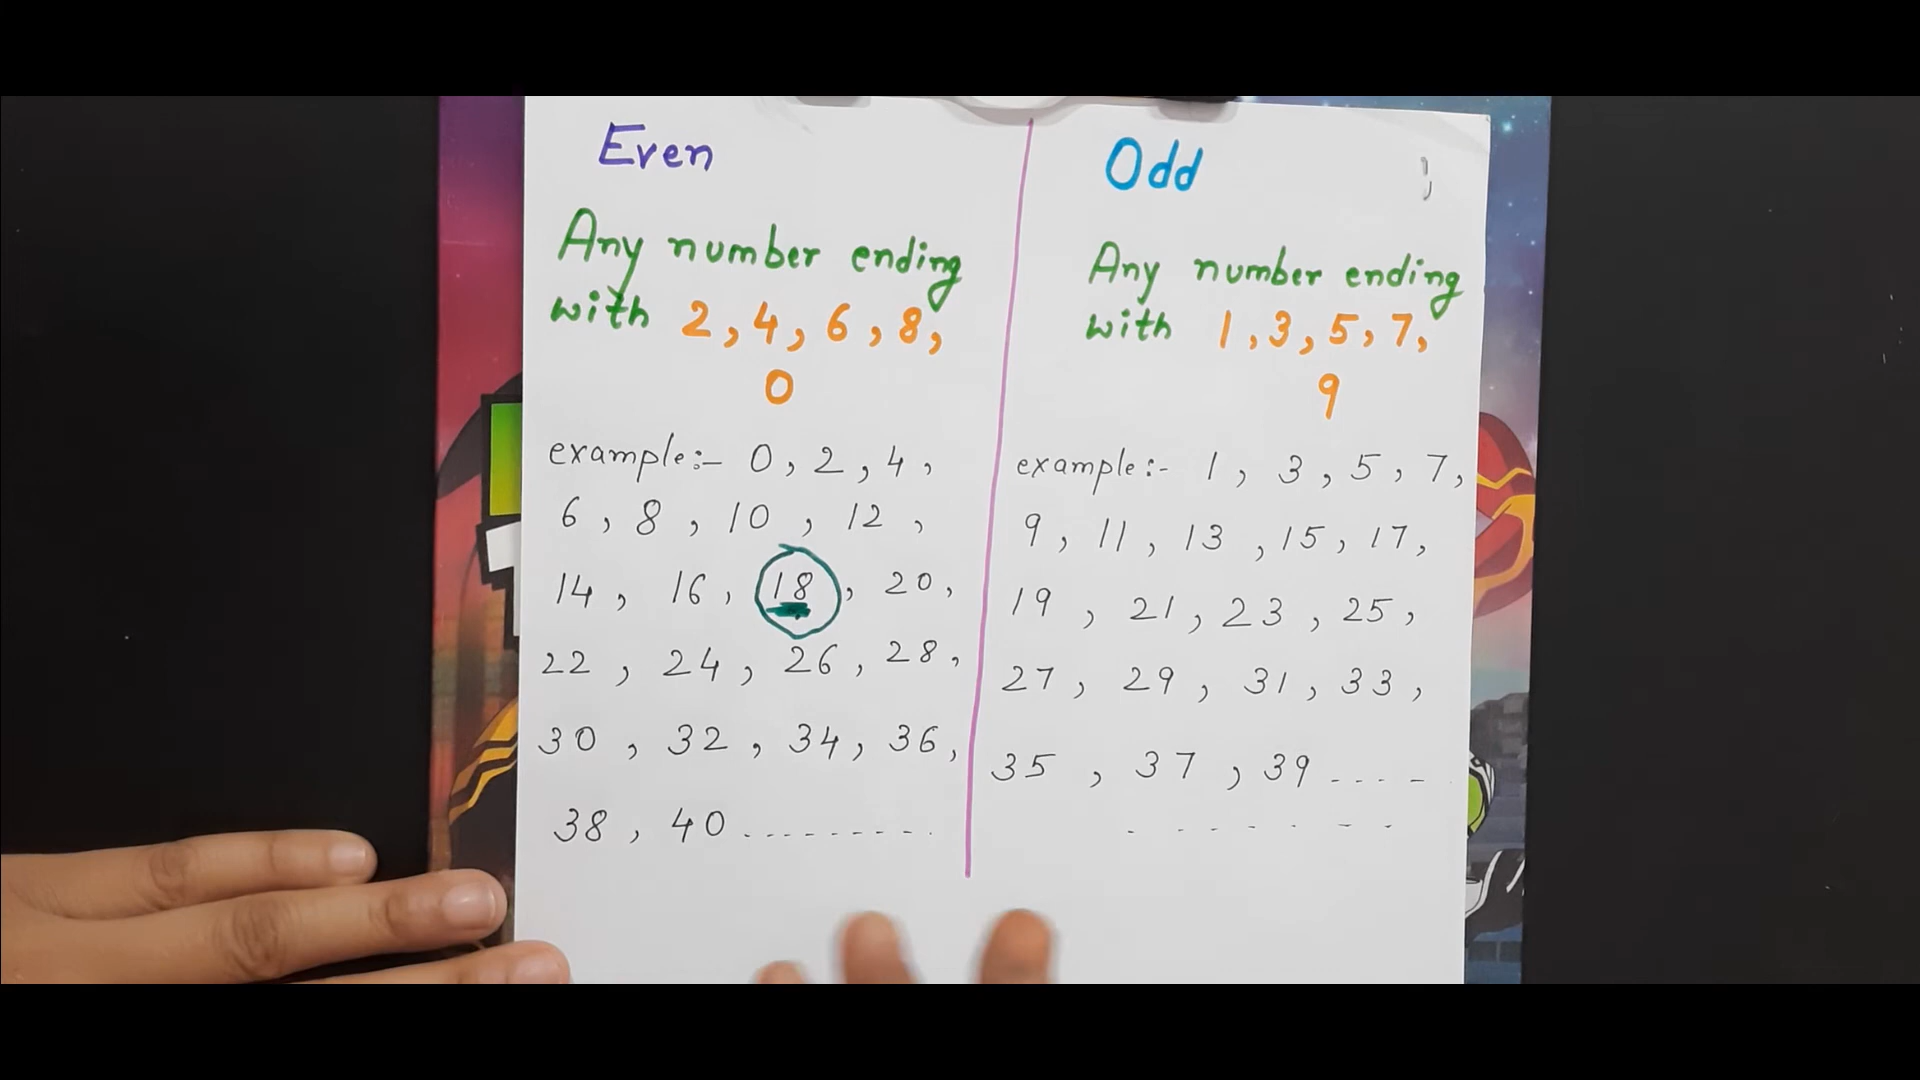 Even
Any number ending
with 2, 4, 6, 8,
0
example:- 0, 2, 4,
6, 8, 10, 12,
14, 16, 18, 20,
22, 24, 26, 28,
30, 32, 34, 36,
38, 40 .........
Odd
Any number ending
with 1, 3, 5, 7,
9
example:- 1, 3, 5, 7,
9, 11, 13, 15, 17,
19, 21, 23, 25,
27, 29, 31, 33,
35, 37, 39 ----
- - - - - - -